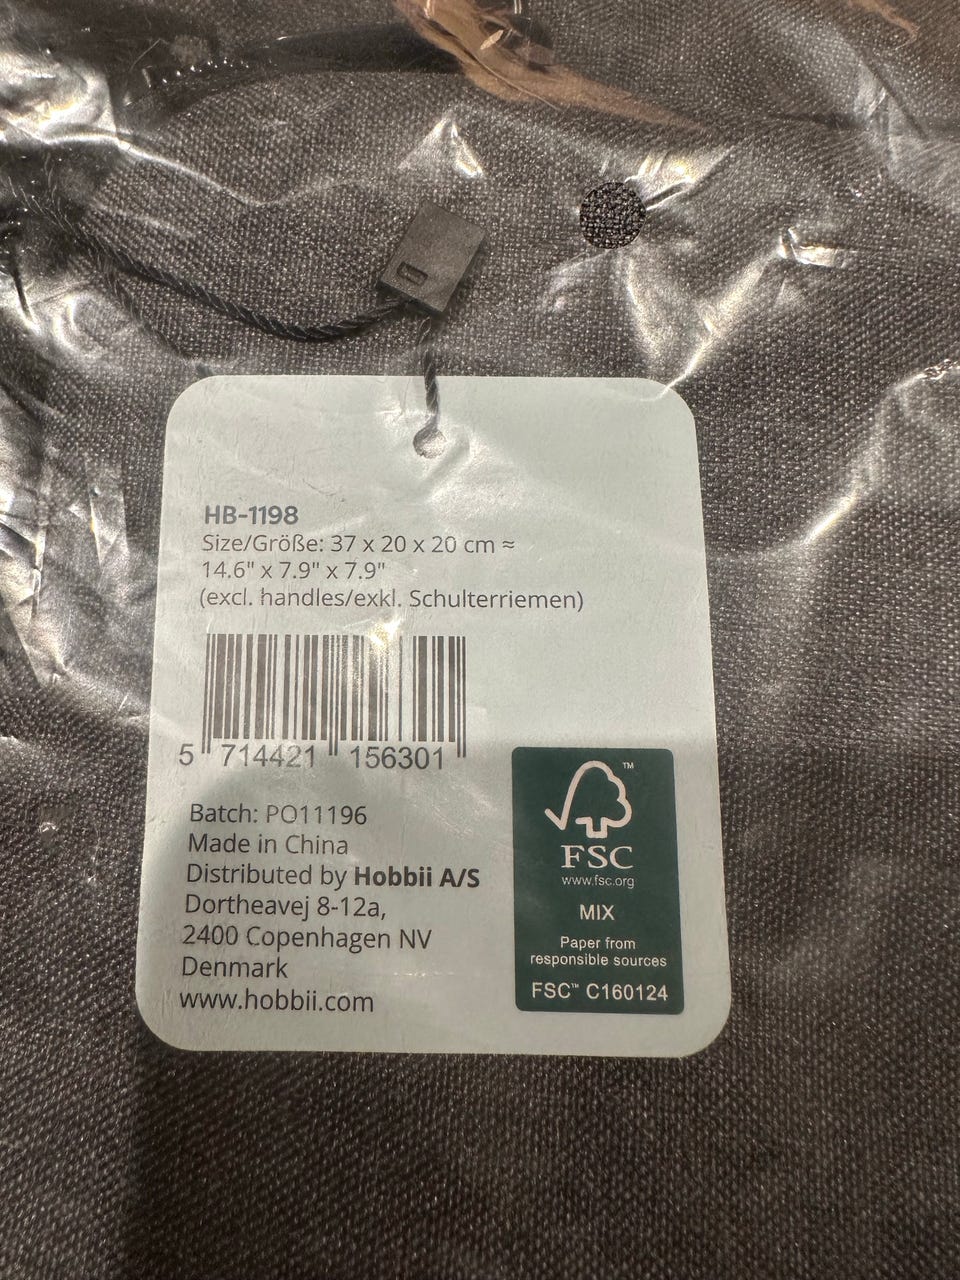 HB-1198
Size/Größe: 37 x 20 x 20 cm ≈
14.6" x 7.9" x 7.9"
(excl. handles/exkl. Schulterriemen)
5 714421 156301
Batch: PO11196
Made in China
Distributed by Hobbii A/S
Dortheavej 8-12a,
2400 Copenhagen NV
Denmark
www.hobbii.com
™
FSC
www.fsc.org
MIX
Paper from
responsible sources
FSC™ C160124